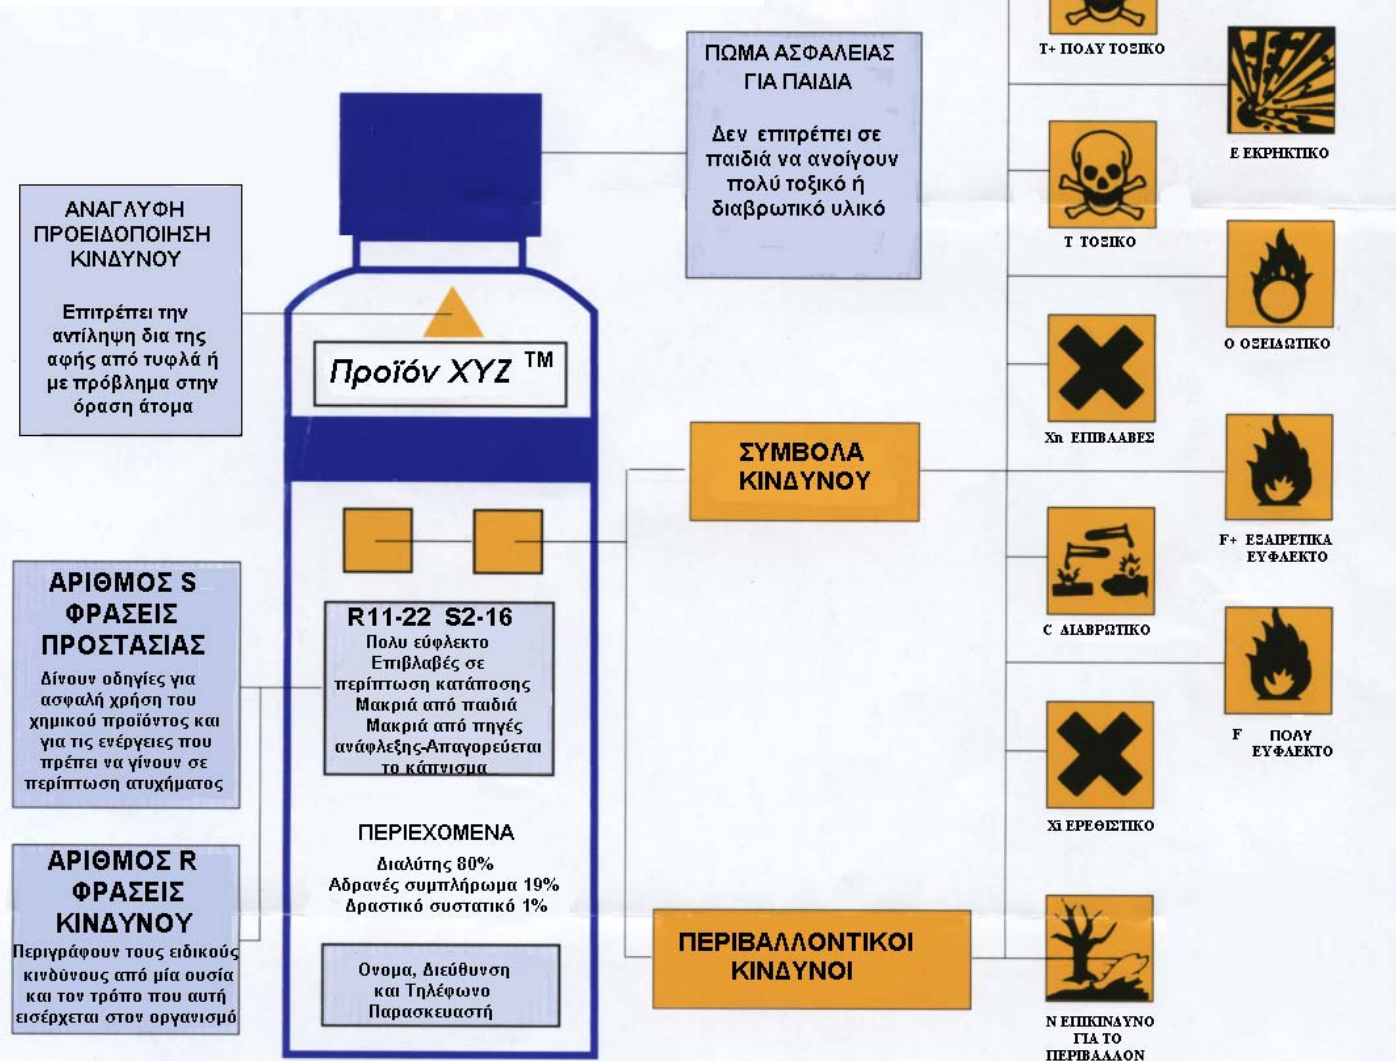 ΠΩΜΑ ΑΣΦΑΛΕΙΑΣ
ΓΙΑ ΠΑΙΔΙΑ
Δεν επιτρέπει σε
παιδιά να ανοίγουν
πολύ τοξικό ή
διαβρωτικό υλικό
ΑΝΑΓΛΥΦΗ
ΠΡΟΕΙΔΟΠΟΙΗΣΗ
ΚΙΝΔΥΝΟΥ
Επιτρέπει την
αντίληψη δια της
αφής από τυφλά ή
με πρόβλημα στην
όραση άτομα
Προϊόν XYZ TM
ΣΥΜΒΟΛΑ
ΚΙΝΔΥΝΟΥ
ΑΡΙΘΜΟΣ S
ΦΡΑΣΕΙΣ
ΠΡΟΣΤΑΣΙΑΣ
Δίνουν οδηγίες για
ασφαλή χρήση του
χημικού προϊόντος και
για τις ενέργειες που
πρέπει να γίνουν σε
περίπτωση ατυχήματος
R11-22 S2-16
Πολυ εύφλεκτο
Επιβλαβές σε
περίπτωση κατάποσης
Μακριά από παιδιά
Μακριά από πηγές
ανάφλεξης-Απαγορεύεται
το κάπνισμα
ΑΡΙΘΜΟΣ R
ΦΡΑΣΕΙΣ
ΚΙΝΔΥΝΟΥ
Περιγράφουν τους ειδικούς
κινδύνους από μία ουσία
και τον τρόπο που αυτή
εισέρχεται στον οργανισμό
ΠΕΡΙΕΧΟΜΕΝΑ
Διαλύτης 80%
Αδρανές συμπλήρωμα 19%
Δραστικό συστατικό 1%
Ονομα, Διεύθυνση
και Τηλέφωνο
Παρασκευαστή
ΠΕΡΙΒΑΛΛΟΝΤΙΚΟΙ
ΚΙΝΔΥΝΟΙ
T+ ΠΟΛΥ ΤΟΞΙΚΟ
E ΕΚΡΗΚΤΙΚΟ
T ΤΟΞΙΚΟ
O ΟΞΕΙΔΩΤΙΚΟ
Xn ΕΠΙΒΛΑΒΕΣ
F+ ΕΞΑΙΡΕΤΙΚΑ
ΕΥΦΛΕΚΤΟ
C ΔΙΑΒΡΩΤΙΚΟ
F ΠΟΛΥ
ΕΥΦΛΕΚΤΟ
Xi ΕΡΕΘΙΣΤΙΚΟ
N ΕΠΙΚΙΝΔΥΝΟ
ΓΙΑ ΤΟ
ΠΕΡΙΒΑΛΛΟΝ